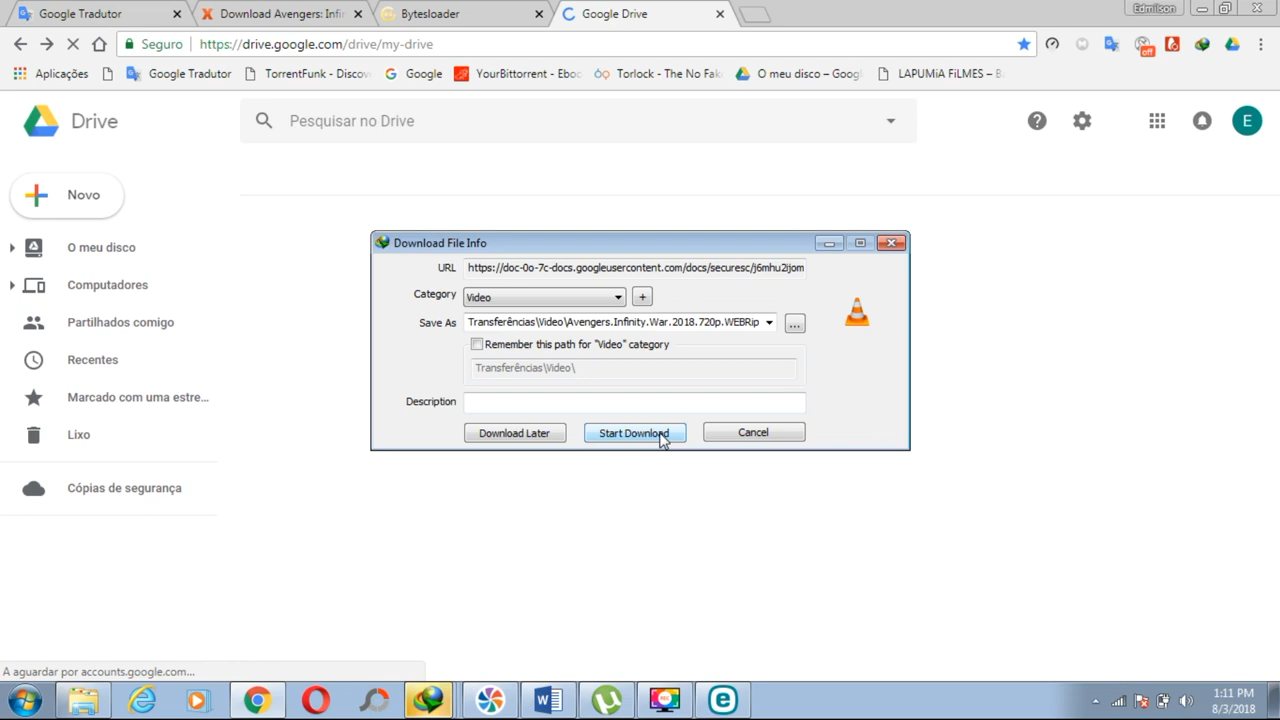 Google Tradutor
Download Avengers: Infin
Bytesloader
Google Drive
Edmilson
Seguro
https://drive.google.com/drive/my-drive
off
Aplicações
Google Tradutor
TorrentFunk - Discov
Google
YourBittorrent - Eboo
Torlock - The No Fak
O meu disco – Googl
LAPUMiA FiLMES – B
Drive
Pesquisar no Drive
E
Novo
O meu disco
Computadores
Partilhados comigo
Recentes
Marcado com uma estre...
Lixo
Cópias de segurança
Download File Info
URL
https://doc-0o-7c-docs.googleusercontent.com/docs/securesc/j6mhu2ijom
Category
Video
+
Save As
Transferências\Video\Avengers.Infinity.War.2018.720p.WEBRip
...
Remember this path for "Video" category
Transferências\Video\
Description
Download Later
Start Download
Cancel
A aguardar por accounts.google.com...
1:11 PM
8/3/2018